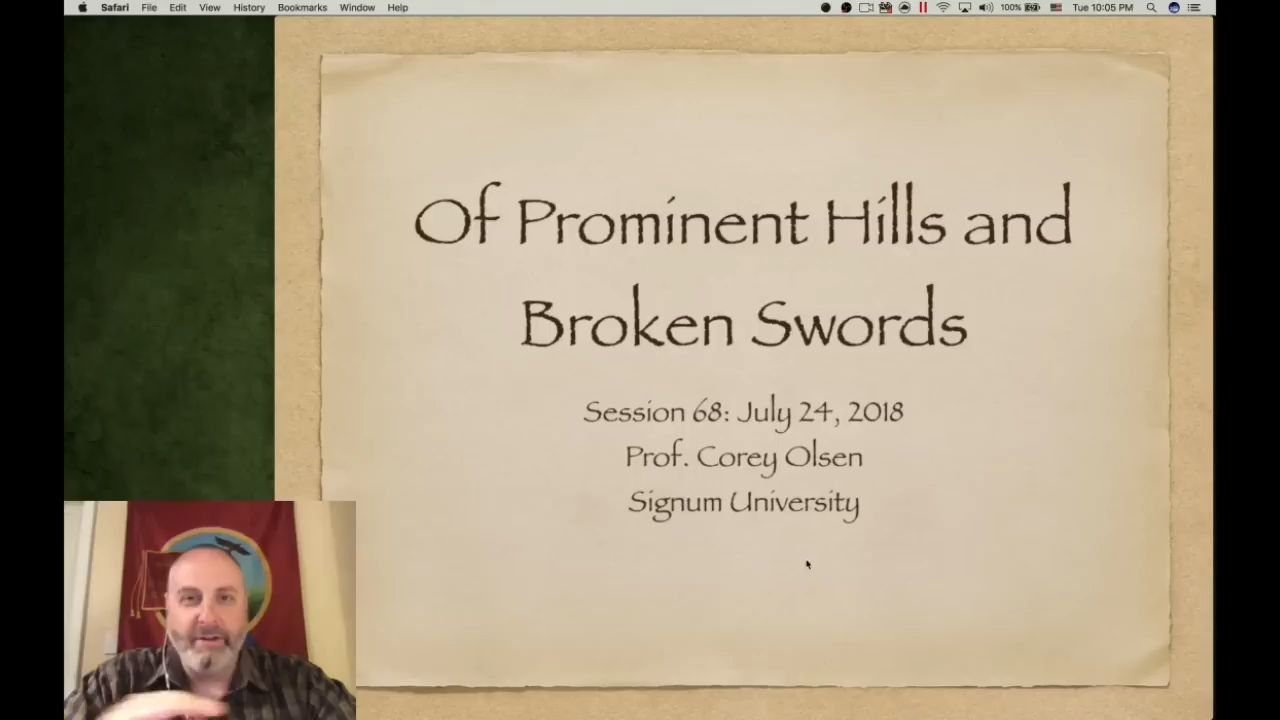 Safari File Edit View History Bookmarks Window Help 100% Tue 10:05 PM
Of Prominent Hills and
Broken Swords
Session 68: July 24, 2018
Prof. Corey Olsen
Signum University